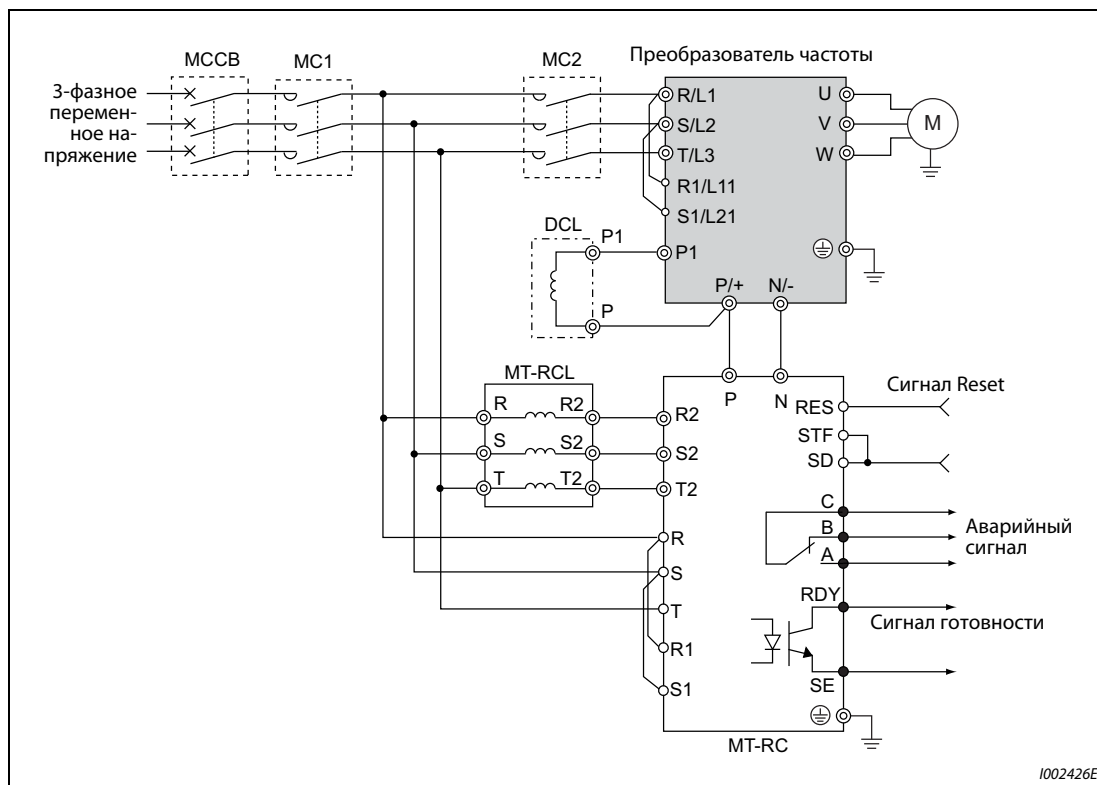 Преобразователь частоты
MCCB
MC1
MC2
3-фазное
перемен-
ное на-
пряжение
R/L1
S/L2
T/L3
R1/L11
S1/L21
U
V
W
M
DCL
P1
P1
P
P/+
N/-
MT-RCL
R
R2
S
S2
T
T2
P
N
R2
S2
T2
R
S
T
R1
S1
RES
Сигнал Reset
STF
SD
C
B
A
Аварийный
сигнал
RDY
Сигнал готовности
SE
MT-RC
I002426E